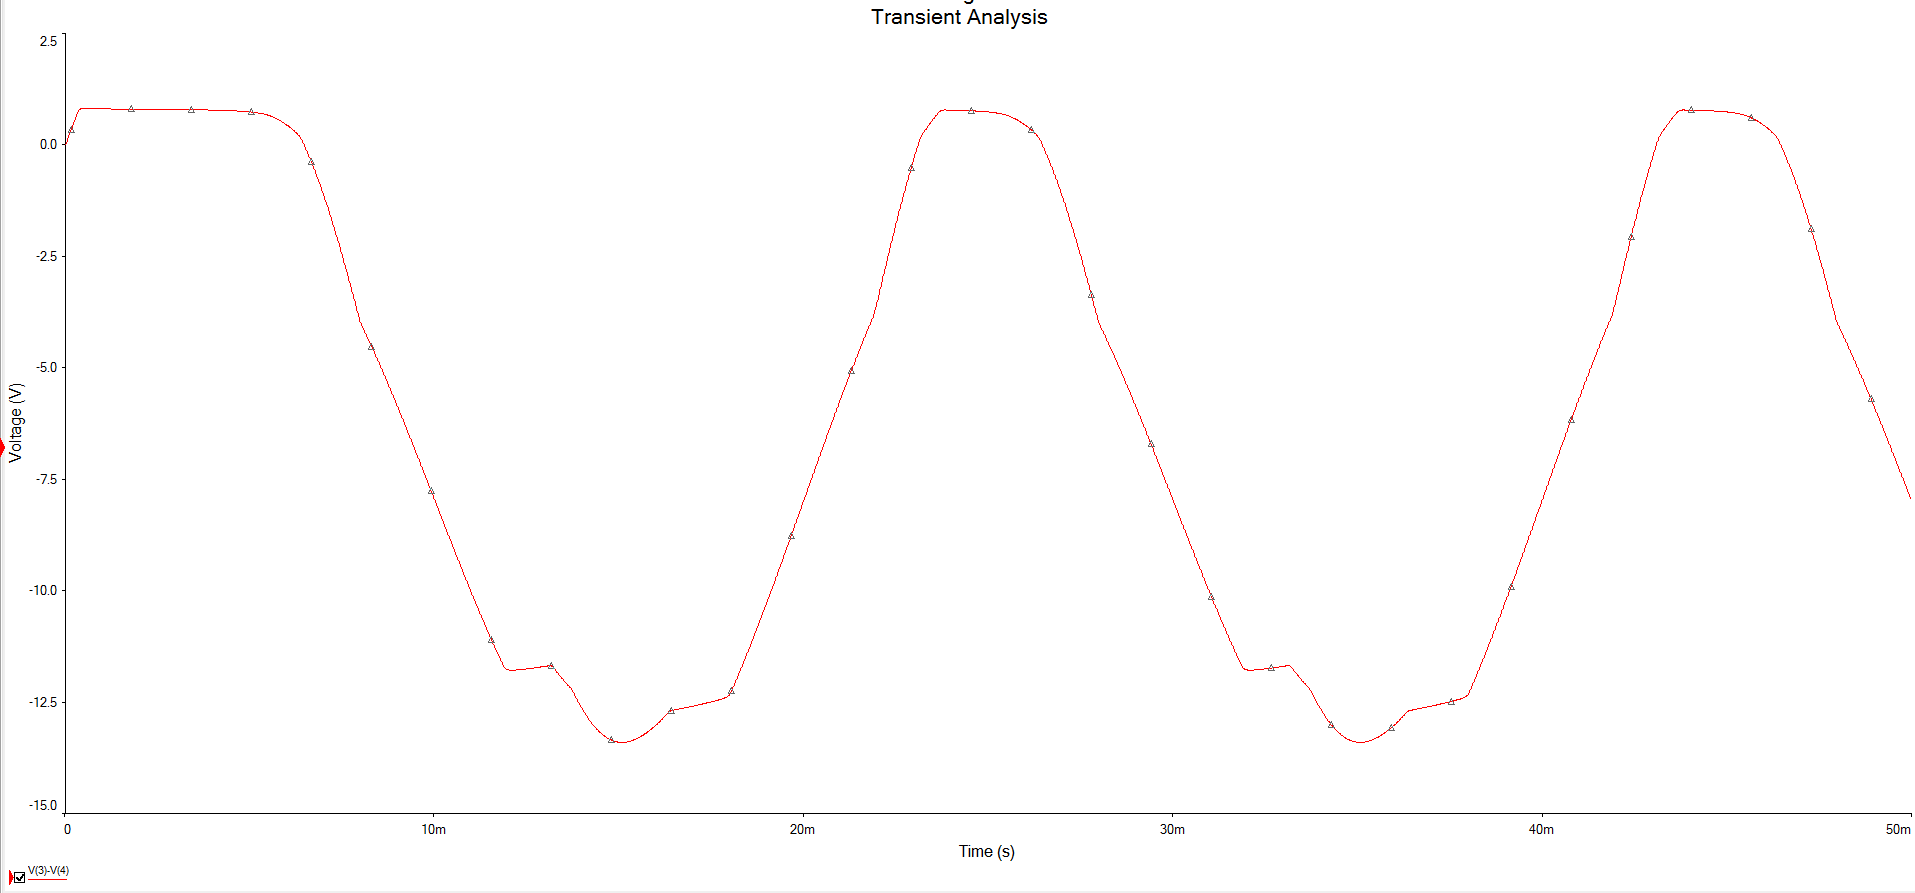 Transient Analysis
2.5
0.0
-2.5
-5.0
-7.5
-10.0
-12.5
-15.0
Voltage (V)
0 10m 20m 30m 40m 50m
Time (s)
V(3)-V(4)